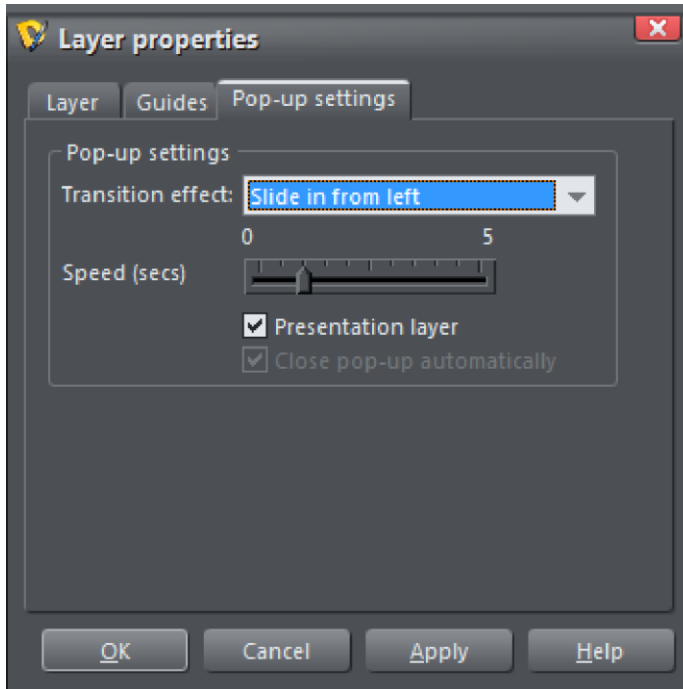 Layer properties
Layer Guides Pop-up settings
Pop-up settings
Transition effect: Slide in from left
0 5
Speed (secs)
Presentation layer
Close pop-up automatically
OK Cancel Apply Help